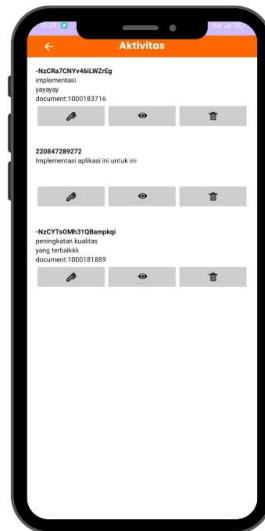 Aktivitas
-NzCRa7CNYv46iLWZrEg
implementasi
yayayay
document:1000183716
220847289272
Implementasi aplikasi ini untuk ini
-NzCYTsOMh31QBampkqi
peningkatan kualitas
yang terbaikkk
document:1000181889